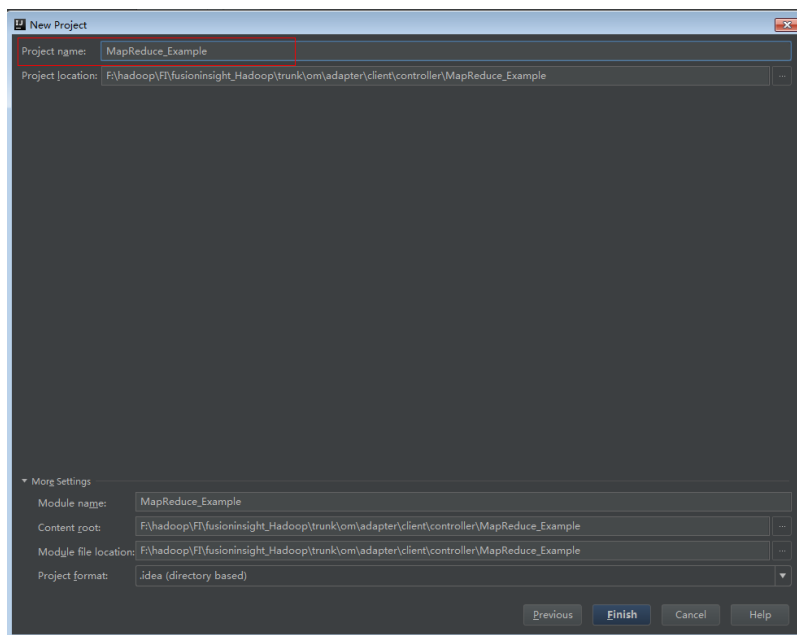 New Project
Project name: MapReduce_Example
Project location: F:\hadoop\FI\fusioninsight_Hadoop\trunk\om\adapter\client\controller\MapReduce_Example ...
More Settings
Module name: MapReduce_Example
Content root: F:\hadoop\FI\fusioninsight_Hadoop\trunk\om\adapter\client\controller\MapReduce_Example ...
Module file location: F:\hadoop\FI\fusioninsight_Hadoop\trunk\om\adapter\client\controller\MapReduce_Example ...
Project format: .idea (directory based)
Previous Finish Cancel Help